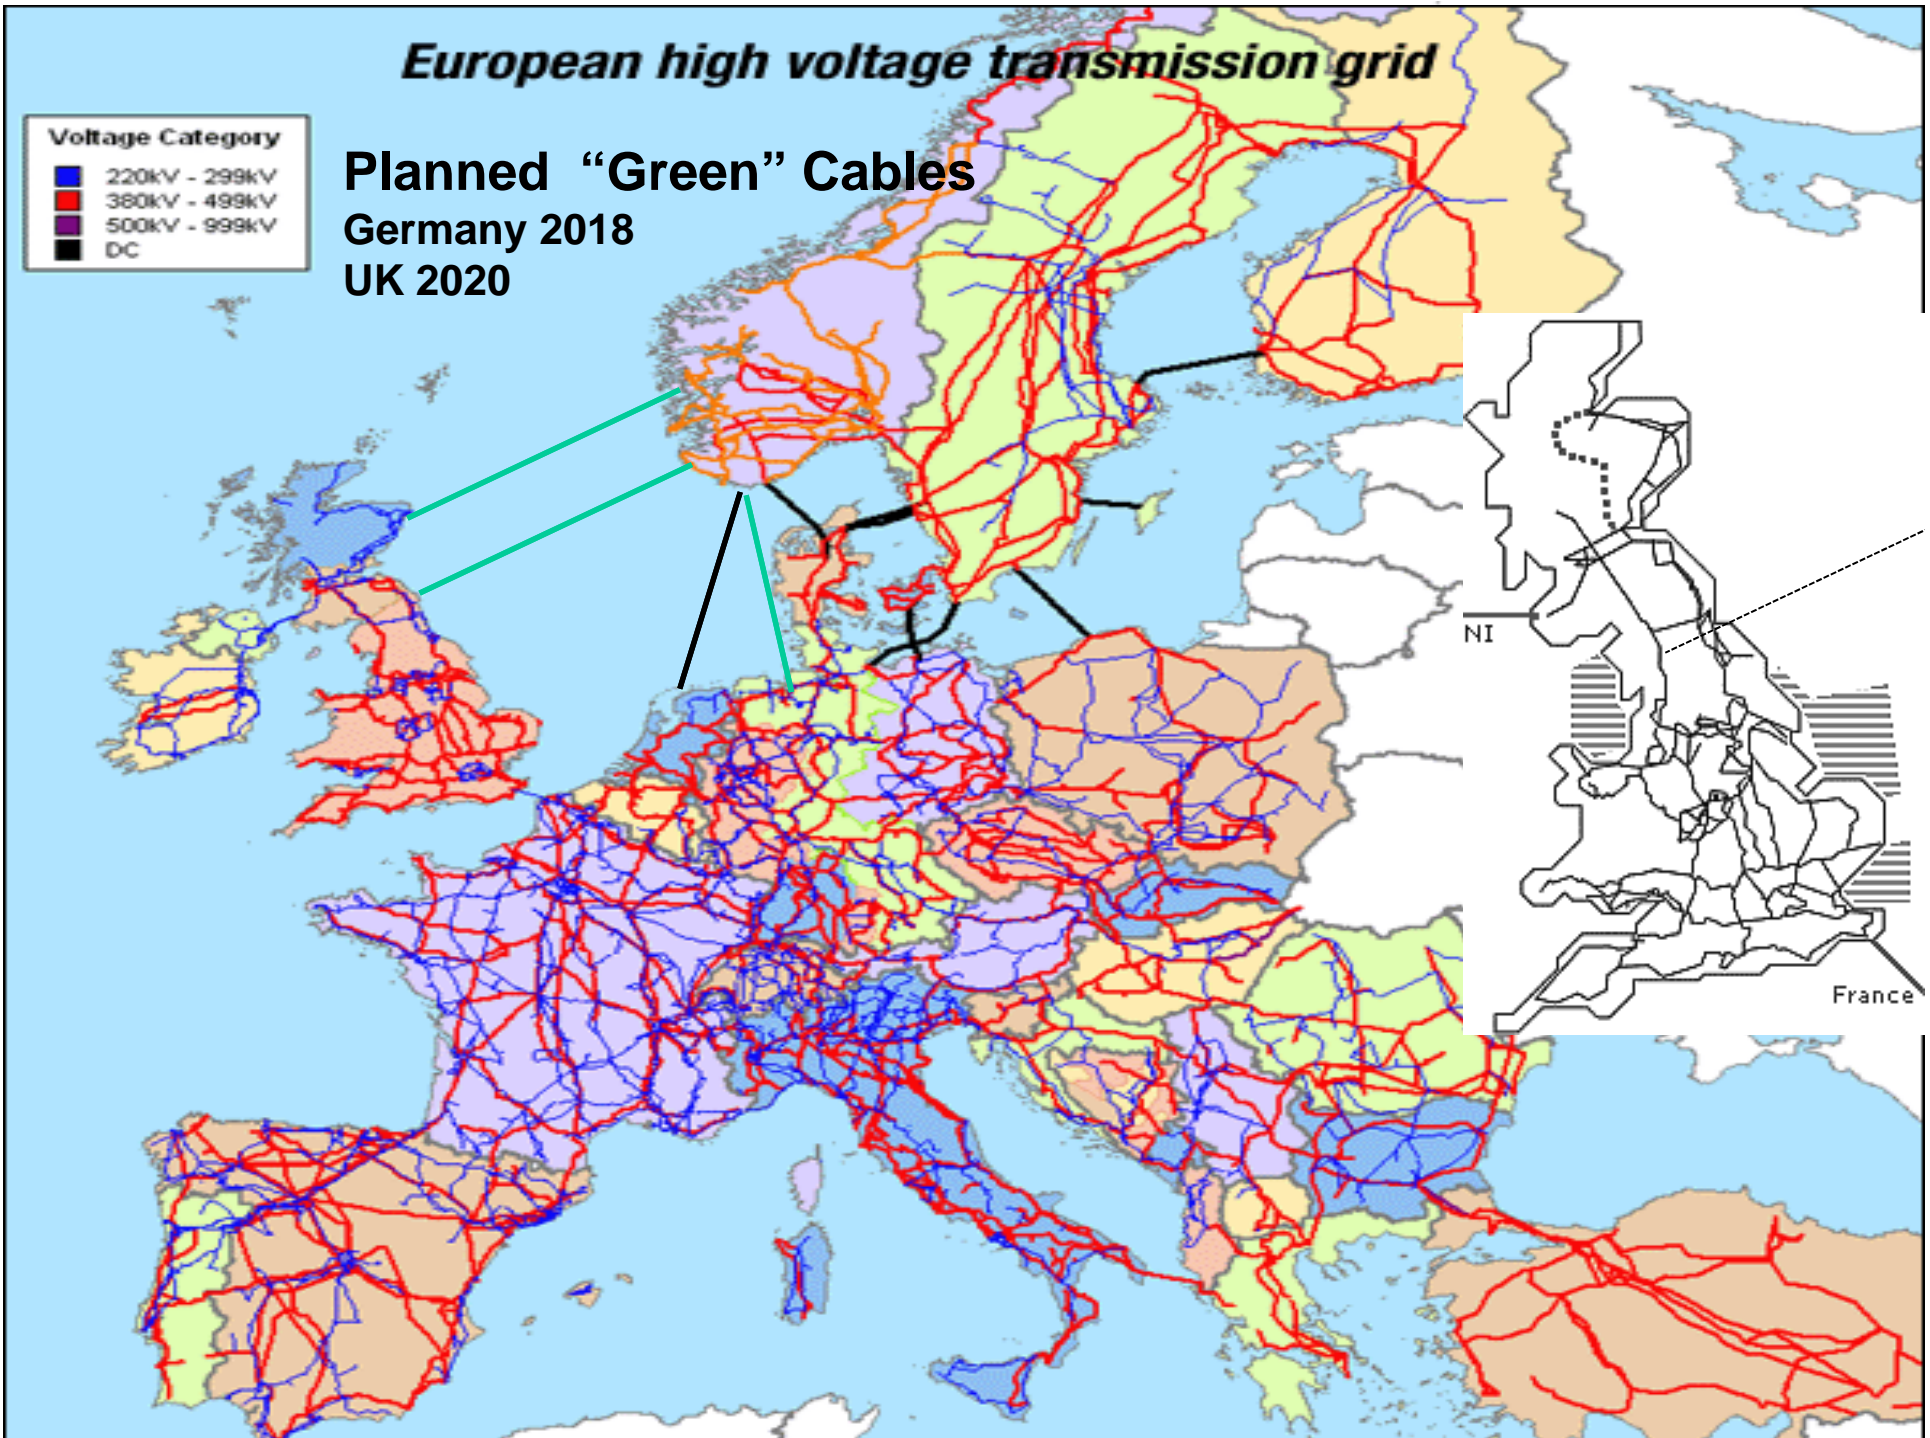 European high voltage transmission grid
Voltage Category
220kV - 299kV
380kV - 499kV
500kV - 999kV
DC
Planned “Green” Cables
Germany 2018
UK 2020
NI
France